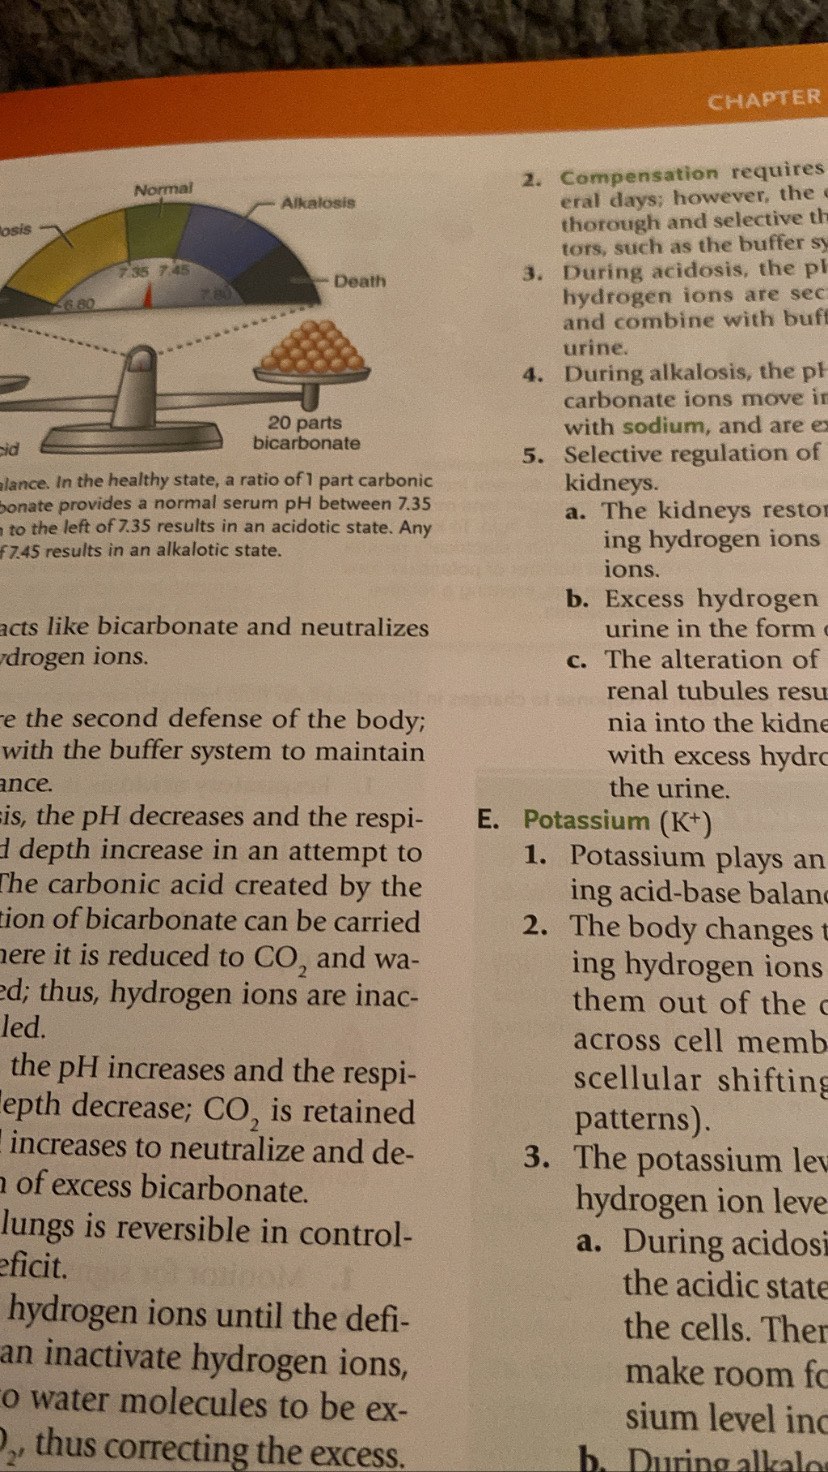 CHAPTER
Normal
Alkalosis
osis
7.35 7.45
Death
6.80
7.80
20 parts
bicarbonate
cid
lance. In the healthy state, a ratio of 1 part carbonic
bonate provides a normal serum pH between 7.35
to the left of 7.35 results in an acidotic state. Any
f 7.45 results in an alkalotic state.
acts like bicarbonate and neutralizes
drogen ions.
re the second defense of the body;
with the buffer system to maintain
ance.
sis, the pH decreases and the respi-
d depth increase in an attempt to
The carbonic acid created by the
tion of bicarbonate can be carried
here it is reduced to CO₂ and wa-
ed; thus, hydrogen ions are inac-
led.
the pH increases and the respi-
depth decrease; CO₂ is retained
increases to neutralize and de-
of excess bicarbonate.
lungs is reversible in control-
eficit.
hydrogen ions until the defi-
an inactivate hydrogen ions,
o water molecules to be ex-
₂, thus correcting the excess.
2. Compensation requires
eral days; however, the
thorough and selective th
tors, such as the buffer sy
3. During acidosis, the pH
hydrogen ions are sec
and combine with buff
urine.
4. During alkalosis, the pH
carbonate ions move in
with sodium, and are ex
5. Selective regulation of
kidneys.
a. The kidneys restor
ing hydrogen ions
ions.
b. Excess hydrogen
urine in the form
c. The alteration of
renal tubules resu
nia into the kidne
with excess hydro
the urine.
E. Potassium (K⁺)
1. Potassium plays an
ing acid-base balanc
2. The body changes t
ing hydrogen ions
them out of the c
across cell memb
scellular shifting
patterns).
3. The potassium lev
hydrogen ion leve
a. During acidosi
the acidic state
the cells. Ther
make room fo
sium level inc
b. During alkalo